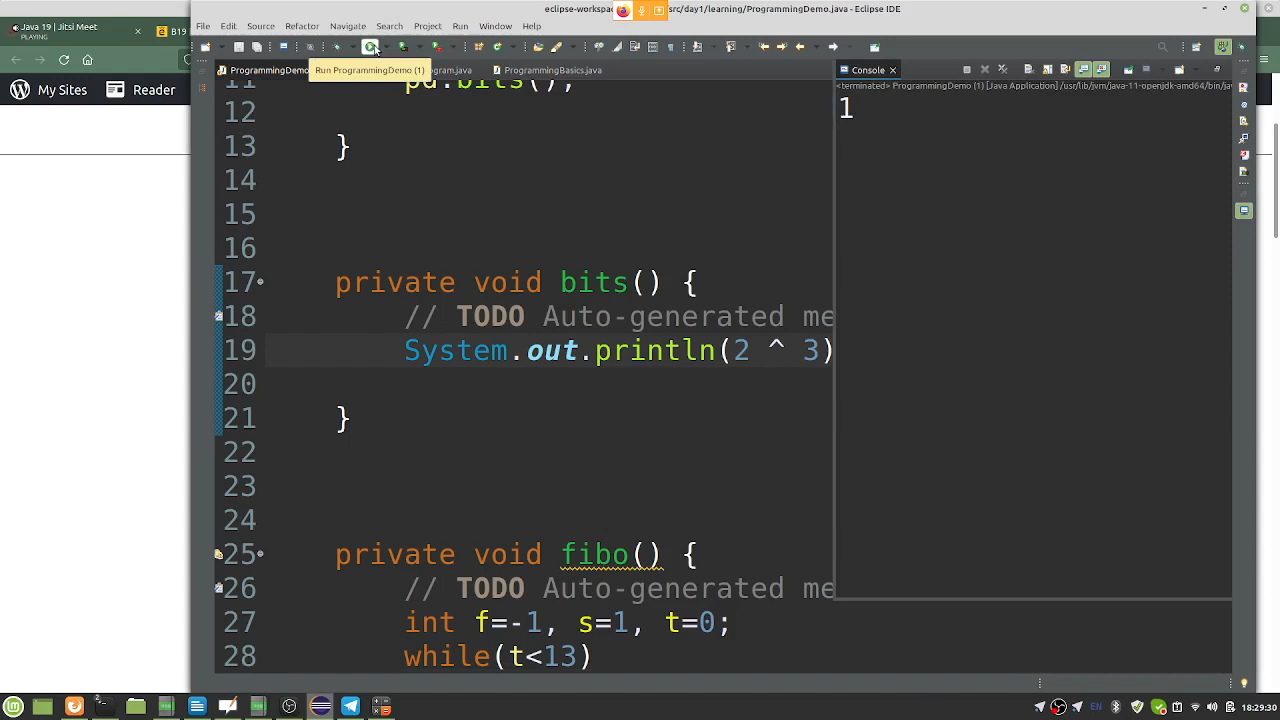 Java 19 | Jitsi Meet
PLAYING
B19
My Sites
Reader
eclipse-workspa
src/day1/learning/ProgrammingDemo.java - Eclipse IDE
File Edit Source Refactor Navigate Search Project Run Window Help
ProgrammingDemo
Run ProgrammingDemo (1)
gram.java
ProgrammingBasics.java
Console
<terminated> ProgrammingDemo (1) [Java Application] /usr/lib/jvm/java-11-openjdk-amd64/bin/jav
1
11 pd.bits();
12
13 }
14
15
16
17 private void bits() {
18 // TODO Auto-generated me
19 System.out.println(2 ^ 3)
20
21 }
22
23
24
25 private void fibo() {
26 // TODO Auto-generated me
27 int f=-1, s=1, t=0;
28 while(t<13)
EN
18:29:30